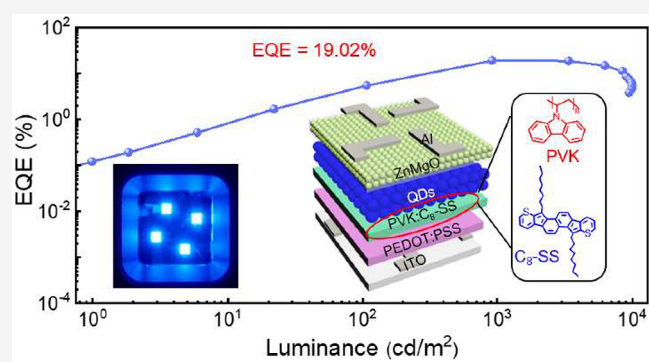 10²
10⁰
10⁻²
10⁻⁴
EQE (%)
EQE = 19.02%
Al
ZnMgO
QDs
PVK:C₈-SS
PEDOT:PSS
ITO
N
PVK
S
S
C₈-SS
10⁰
10¹
10²
10³
10⁴
Luminance (cd/m²)